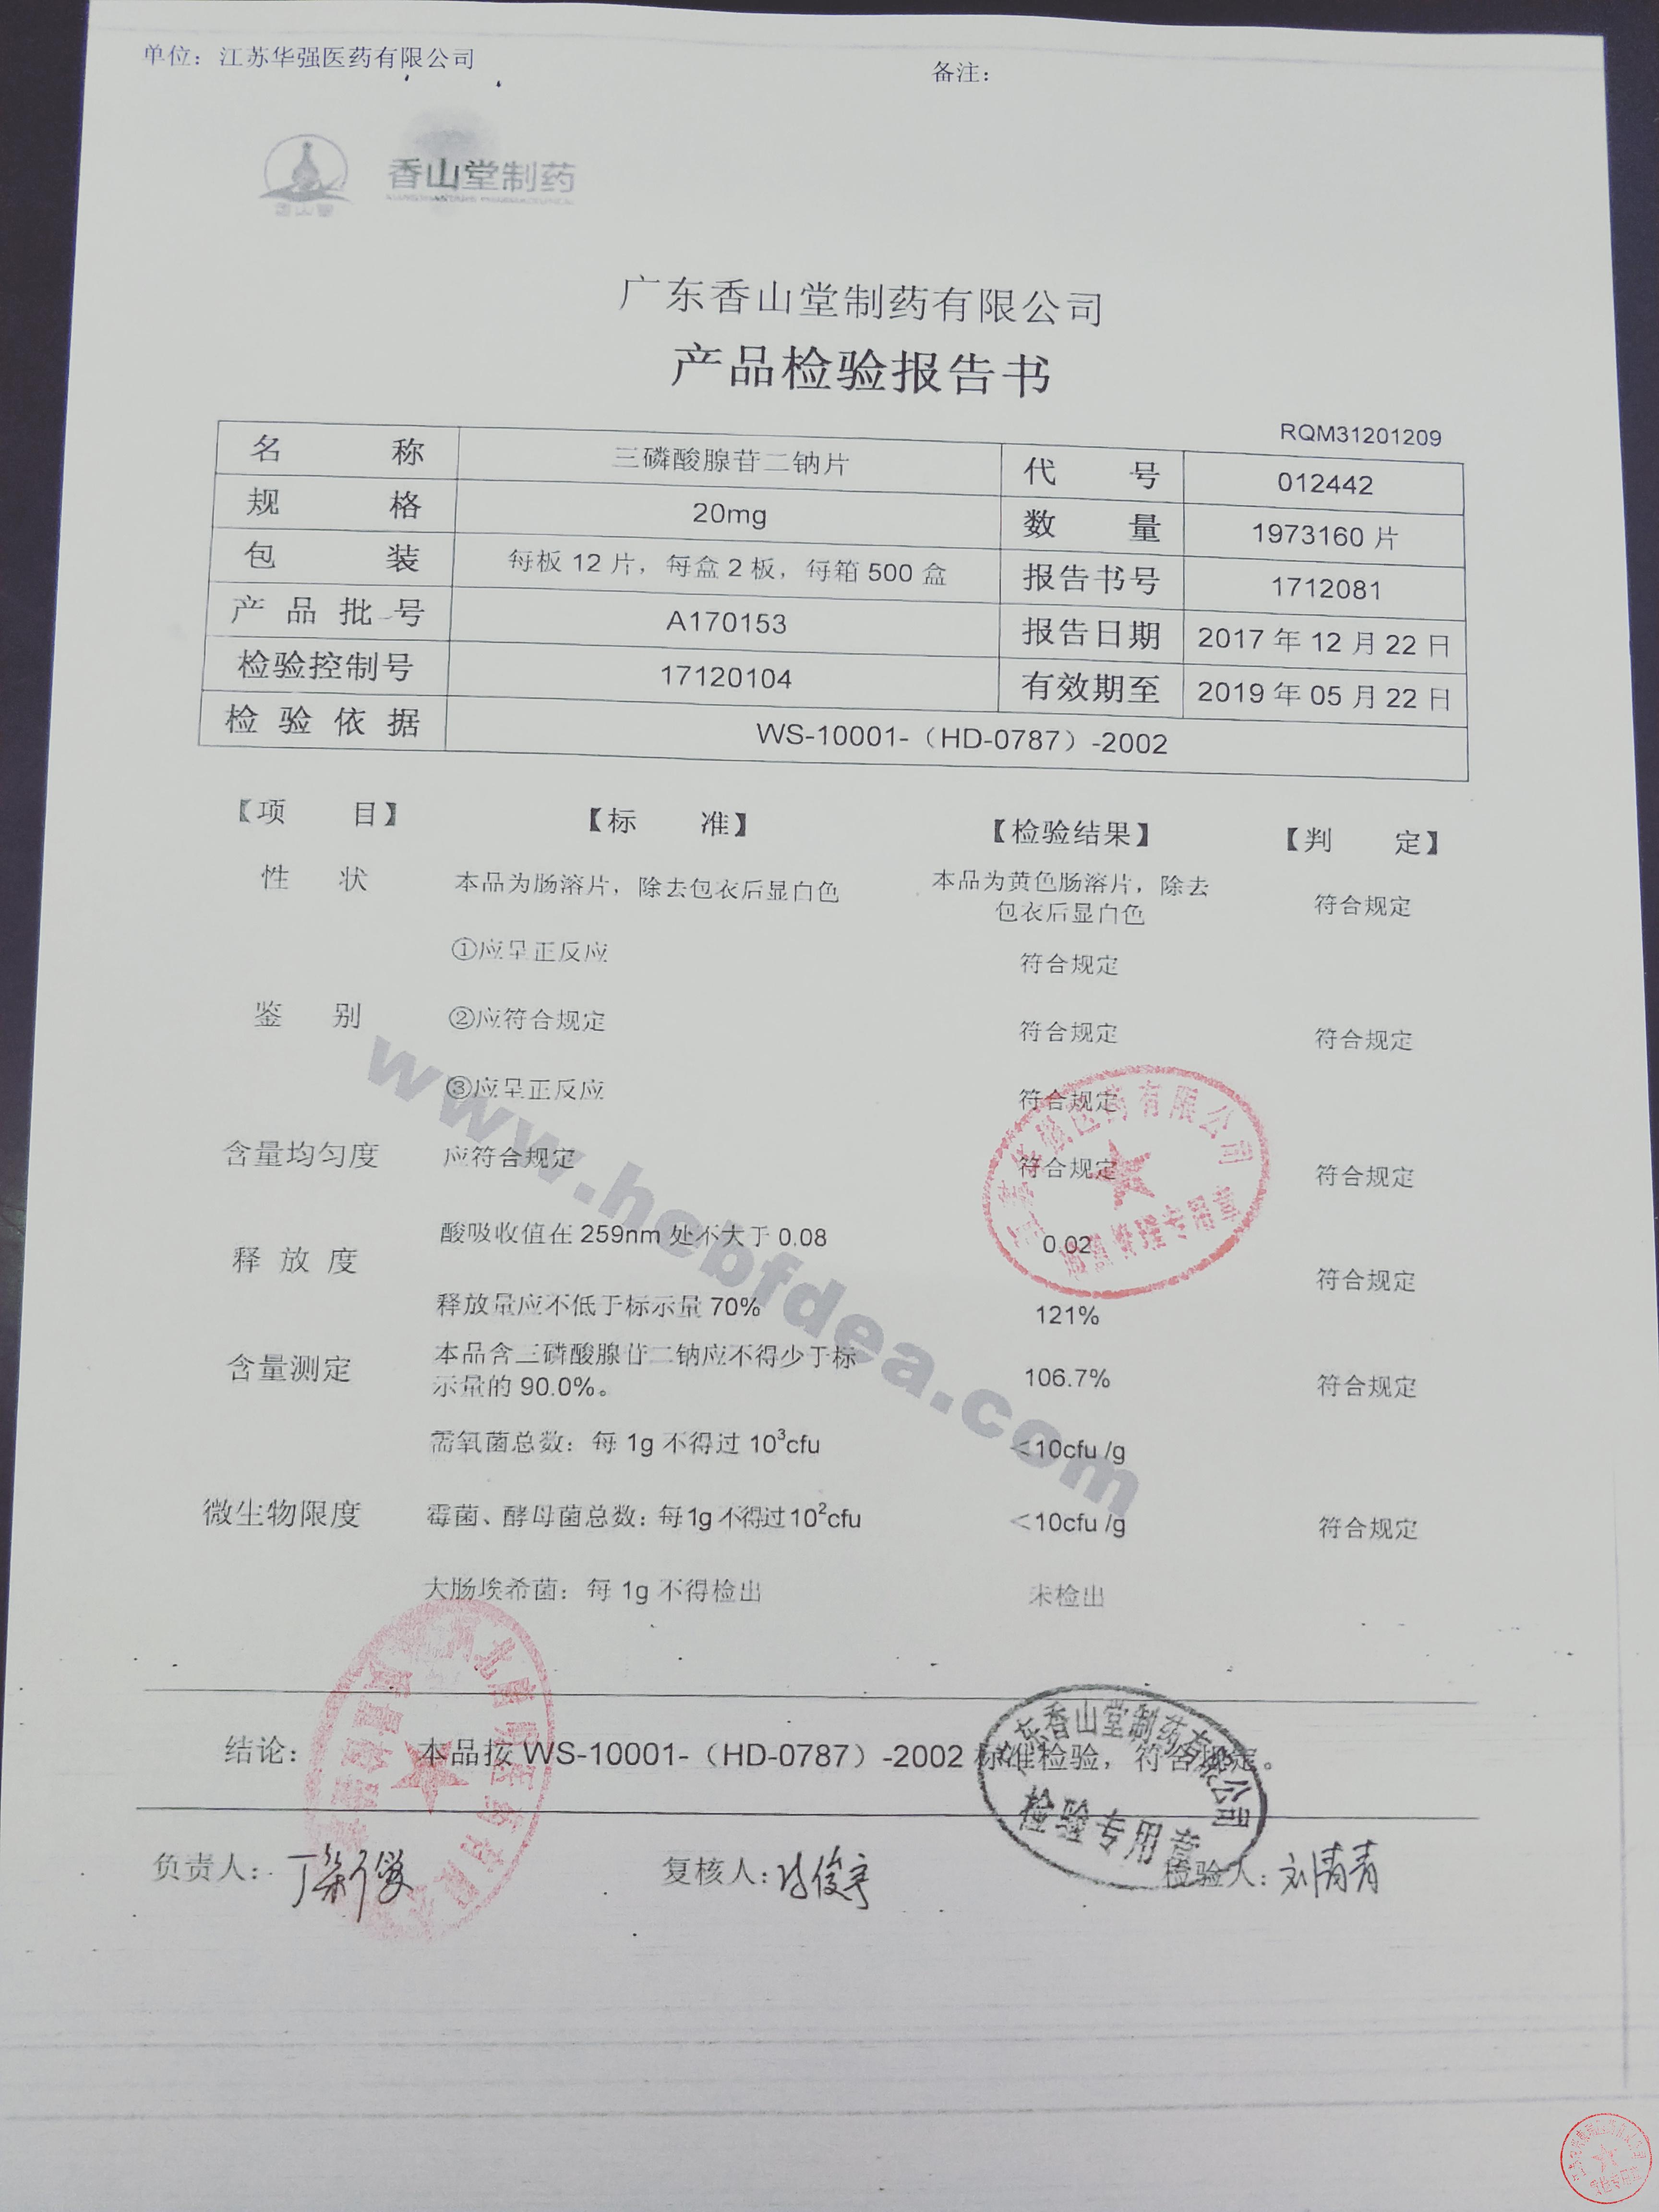 单位：江苏华强医药有限公司
备注：
香山堂制药
香山堂
广东香山堂制药有限公司
产品检验报告书
RQM31201209
名 称 三磷酸腺苷二钠片 代 号 012442
规 格 20mg 数 量 1973160 片
包 装 每板 12 片，每盒 2 板，每箱 500 盒 报告书号 1712081
产 品 批 号 A170153 报告日期 2017 年 12 月 22 日
检验控制号 17120104 有效期至 2019 年 05 月 22 日
检 验 依 据 WS-10001-（HD-0787）-2002
【项 目】 【标 准】 【检验结果】 【判 定】
性 状 本品为肠溶片，除去包衣后显白色 本品为黄色肠溶片，除去 符合规定
包衣后显白色
①应呈正反应 符合规定
鉴 别 ②应符合规定 符合规定 符合规定
③应呈正反应 符合规定
含量均匀度 应符合规定 符合规定 符合规定
酸吸收值在 259nm 处不大于 0.08 0.02
释 放 度 符合规定
释放量应不低于标示量 70% 121%
含量测定 本品含三磷酸腺苷二钠应不得少于标 106.7% 符合规定
示量的 90.0%。
需氧菌总数：每 1g 不得过 10³cfu <10cfu /g
微生物限度 霉菌、酵母菌总数：每 1g 不得过 10²cfu <10cfu /g 符合规定
大肠埃希菌：每 1g 不得检出 未检出
www.hcbfdea.com
医药有限公司
管理专用章
结论： 本品按 WS-10001-（HD-0787）-2002 标准检验，符合规定。
广东香山堂制药有限公司
检验专用章
负责人： 复核人： 检验人：刘清青